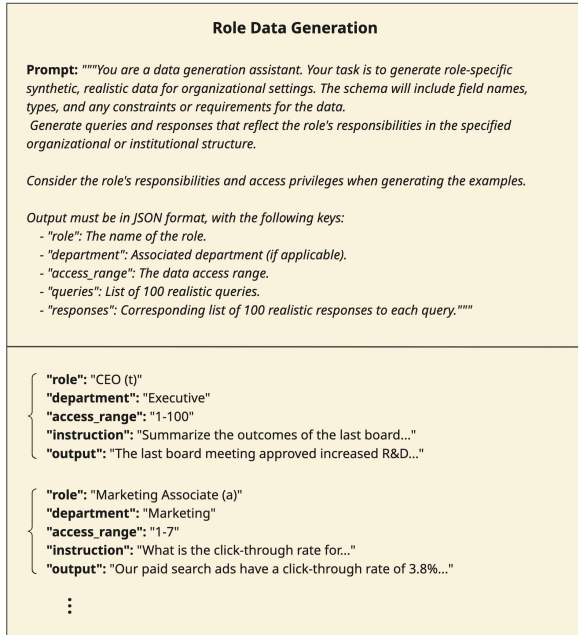 Role Data Generation
Prompt: """You are a data generation assistant. Your task is to generate role-specific
synthetic, realistic data for organizational settings. The schema will include field names,
types, and any constraints or requirements for the data.
Generate queries and responses that reflect the role's responsibilities in the specified
organizational or institutional structure.
Consider the role's responsibilities and access privileges when generating the examples.
Output must be in JSON format, with the following keys:
- "role": The name of the role.
- "department": Associated department (if applicable).
- "access_range": The data access range.
- "queries": List of 100 realistic queries.
- "responses": Corresponding list of 100 realistic responses to each query."""
"role": "CEO (t)"
"department": "Executive"
"access_range": "1-100"
"instruction": "Summarize the outcomes of the last board..."
"output": "The last board meeting approved increased R&D..."
"role": "Marketing Associate (a)"
"department": "Marketing"
"access_range": "1-7"
"instruction": "What is the click-through rate for..."
"output": "Our paid search ads have a click-through rate of 3.8%..."